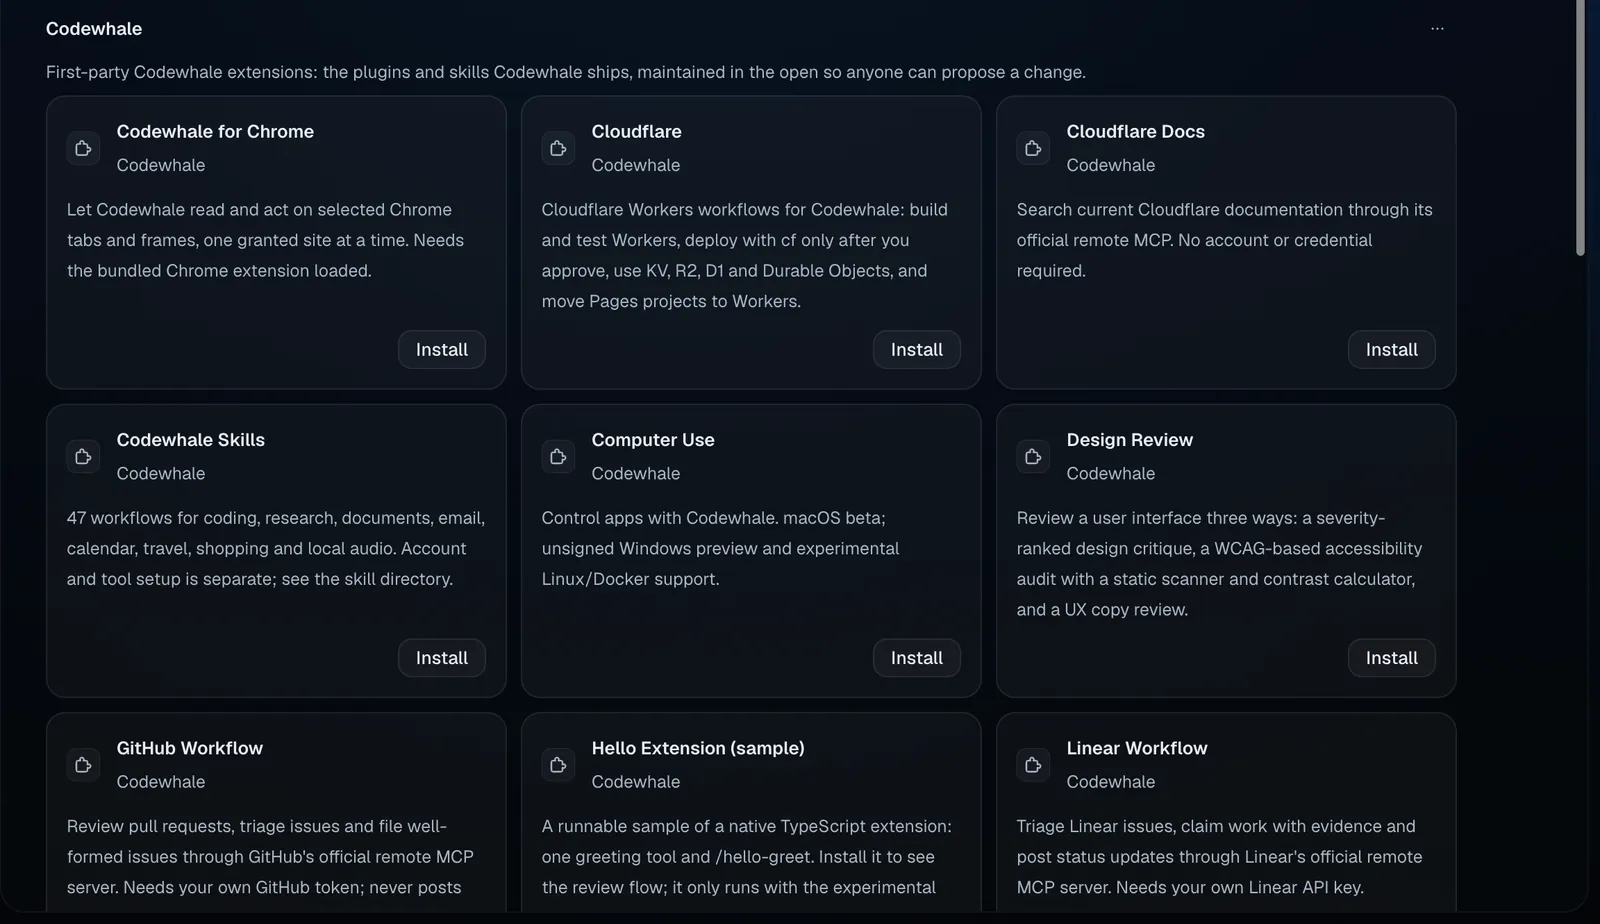 Codewhale
...
First-party Codewhale extensions: the plugins and skills Codewhale ships, maintained in the open so anyone can propose a change.
Codewhale for Chrome
Codewhale
Let Codewhale read and act on selected Chrome
tabs and frames, one granted site at a time. Needs
the bundled Chrome extension loaded.
Install
Cloudflare
Codewhale
Cloudflare Workers workflows for Codewhale: build
and test Workers, deploy with cf only after you
approve, use KV, R2, D1 and Durable Objects, and
move Pages projects to Workers.
Install
Cloudflare Docs
Codewhale
Search current Cloudflare documentation through its
official remote MCP. No account or credential
required.
Install
Codewhale Skills
Codewhale
47 workflows for coding, research, documents, email,
calendar, travel, shopping and local audio. Account
and tool setup is separate; see the skill directory.
Install
Computer Use
Codewhale
Control apps with Codewhale. macOS beta;
unsigned Windows preview and experimental
Linux/Docker support.
Install
Design Review
Codewhale
Review a user interface three ways: a severity-
ranked design critique, a WCAG-based accessibility
audit with a static scanner and contrast calculator,
and a UX copy review.
Install
GitHub Workflow
Codewhale
Review pull requests, triage issues and file well-
formed issues through GitHub's official remote MCP
server. Needs your own GitHub token; never posts
Hello Extension (sample)
Codewhale
A runnable sample of a native TypeScript extension:
one greeting tool and /hello-greet. Install it to see
the review flow; it only runs with the experimental
Linear Workflow
Codewhale
Triage Linear issues, claim work with evidence and
post status updates through Linear's official remote
MCP server. Needs your own Linear API key.